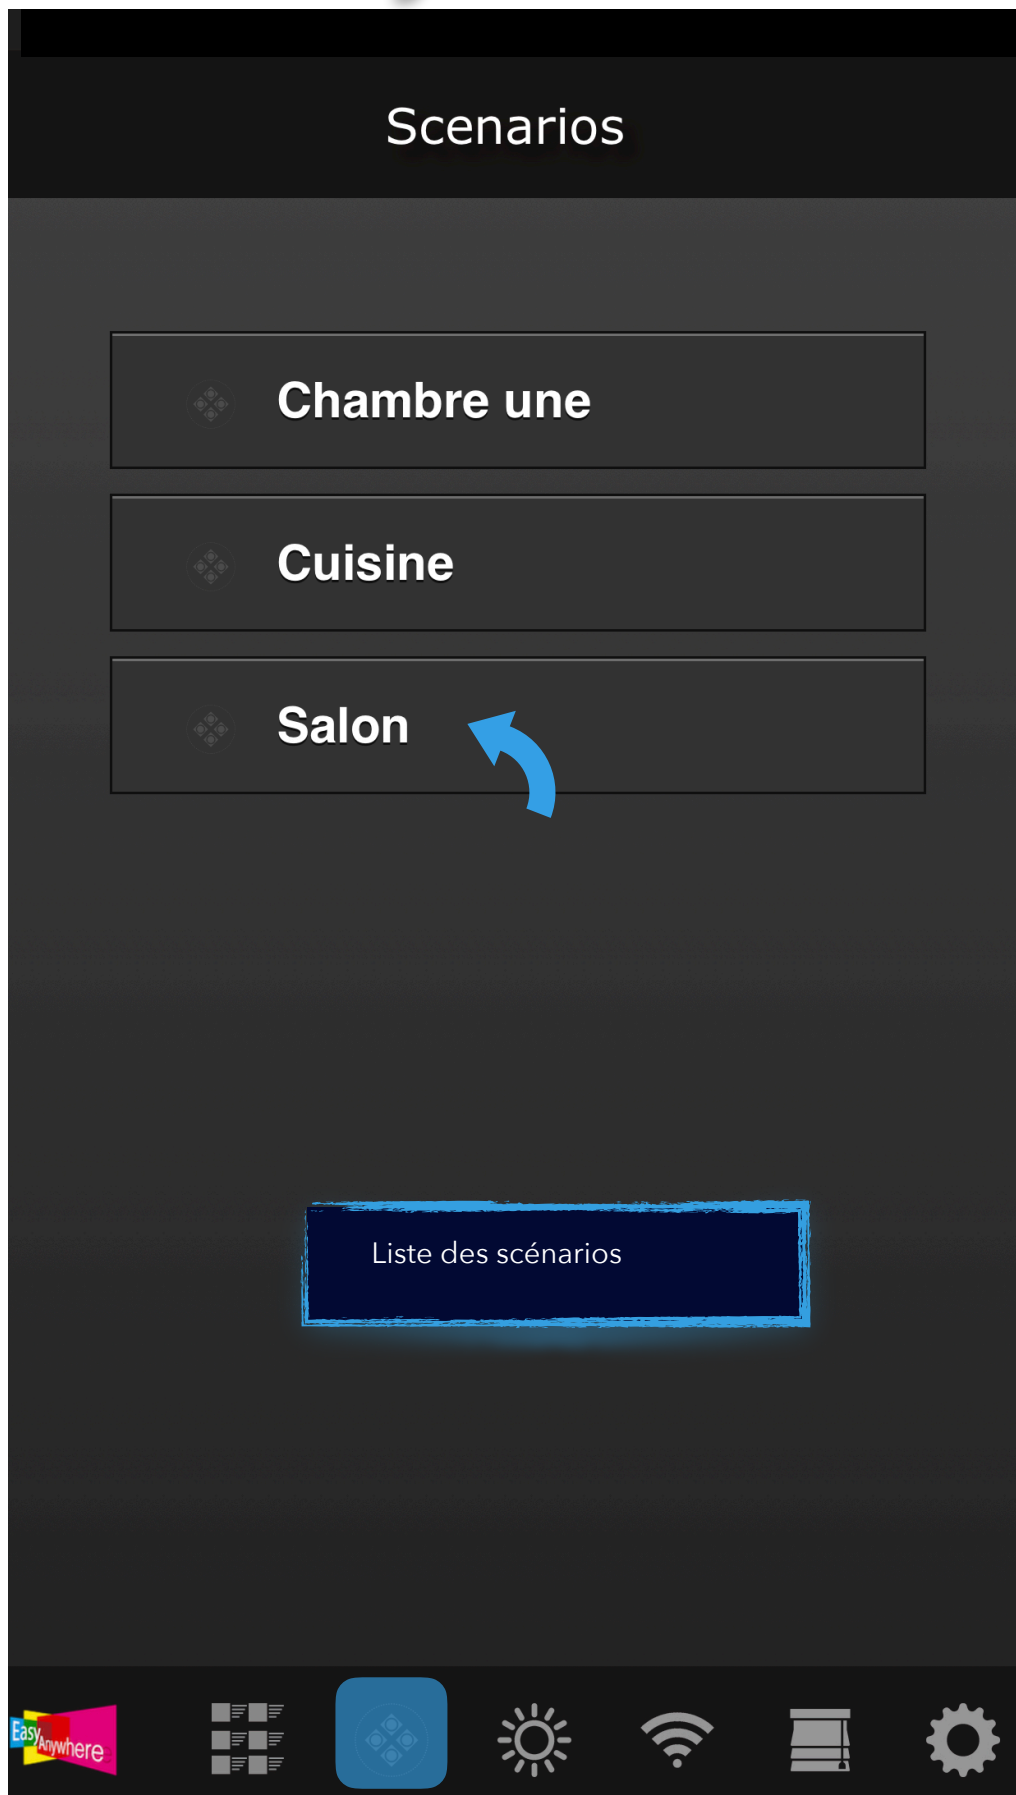 Scenarios
Chambre une
Cuisine
Salon
Liste des scénarios
Easy
Anywhere